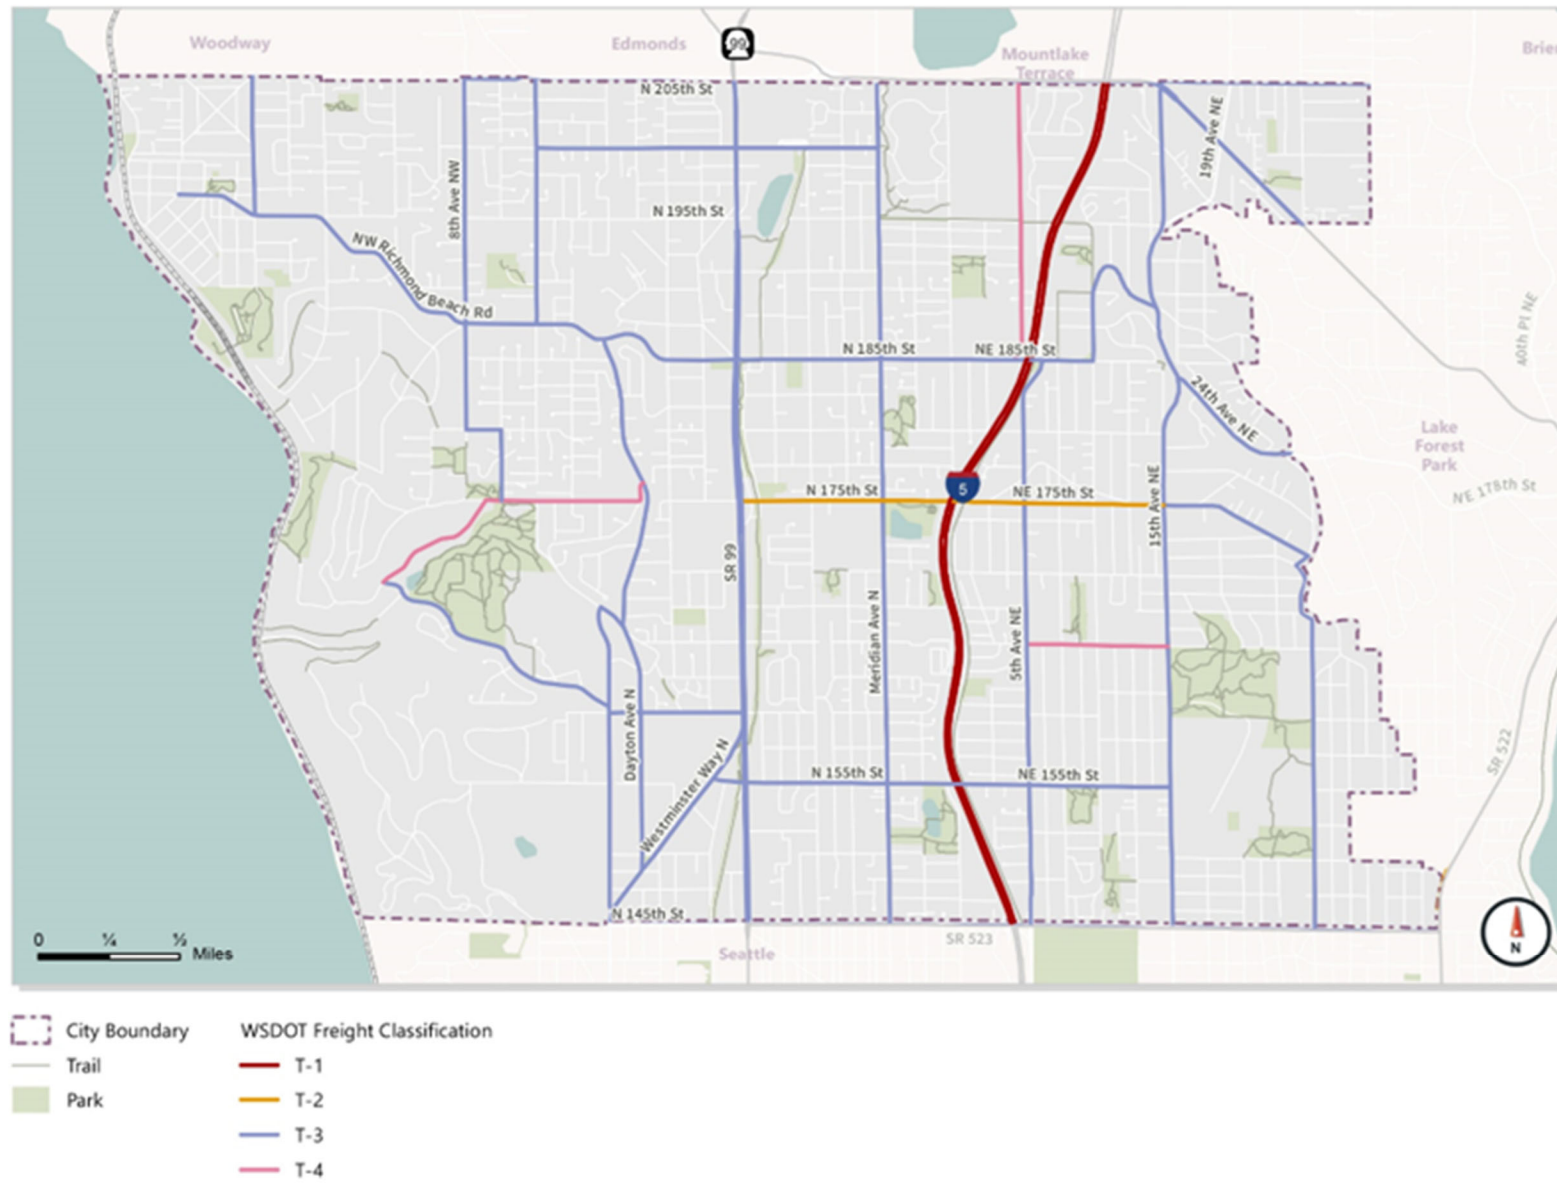 Woodway
Edmonds
99
Mountlake
Terrace
Brier
N 205th St
19th Ave NE
8th Ave NW
N 195th St
NW Richmond Beach Rd
40th Pl NE
N 185th St
NE 185th St
24th Ave NE
Lake
Forest
Park
N 175th St
5
NE 175th St
15th Ave NE
NE 178th St
SR 99
Meridian Ave N
5th Ave NE
Dayton Ave N
Westminster Way N
N 155th St
NE 155th St
SR 522
N 145th St
SR 523
Seattle
0 ¼ ½ Miles
N
City Boundary
Trail
Park
WSDOT Freight Classification
T-1
T-2
T-3
T-4